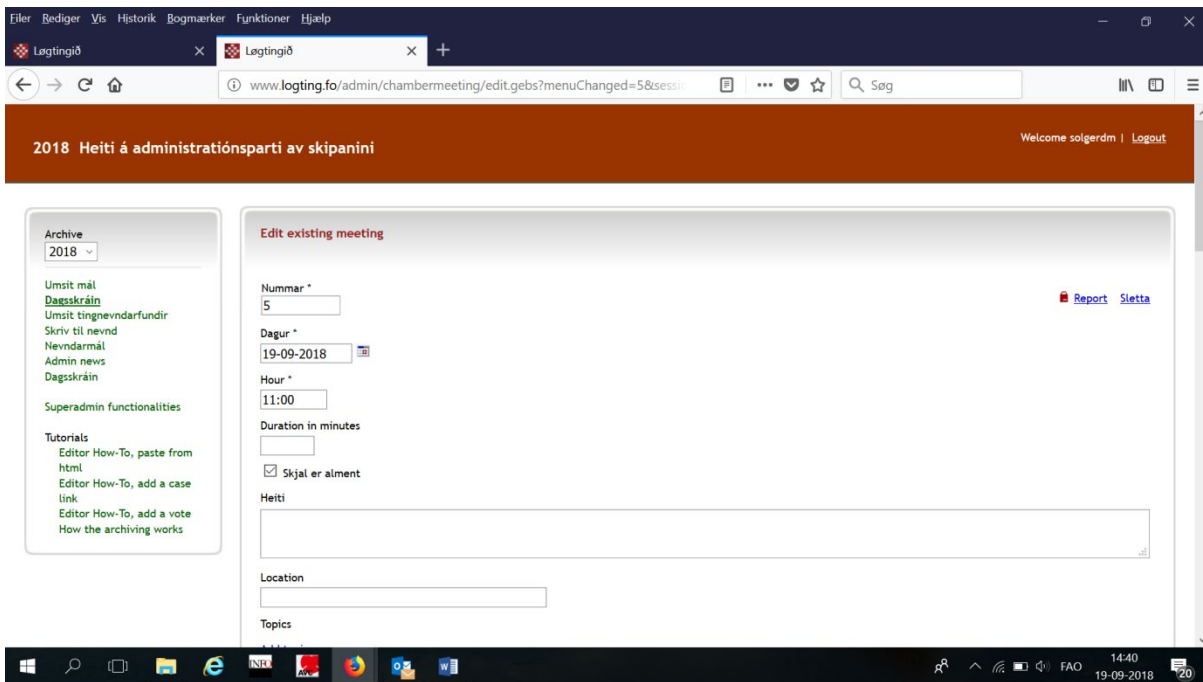 Filer Rediger Vis Historik Bogmærker Funktioner Hjælp
Løgtingið Løgtingið
www.logting.fo/admin/chambermeeting/edit.gebs?menuChanged=5&sessi
Søg
2018 Heiti á administratiónsparti av skipanini
Welcome solgerdm | Logout
Archive
2018
Umsit mál
Dagsskráin
Umsit tingnevndarfundir
Skriv til nevnd
Nevndarmál
Admin news
Dagsskráin
Superadmin functionalities
Tutorials
Editor How-To, paste from
html
Editor How-To, add a case
link
Editor How-To, add a vote
How the archiving works
Edit existing meeting
Nummar *
5
Report Sletta
Dagur *
19-09-2018
Hour *
11:00
Duration in minutes
Skjal er alment
Heiti
Location
Topics
FAO
14:40
19-09-2018
20